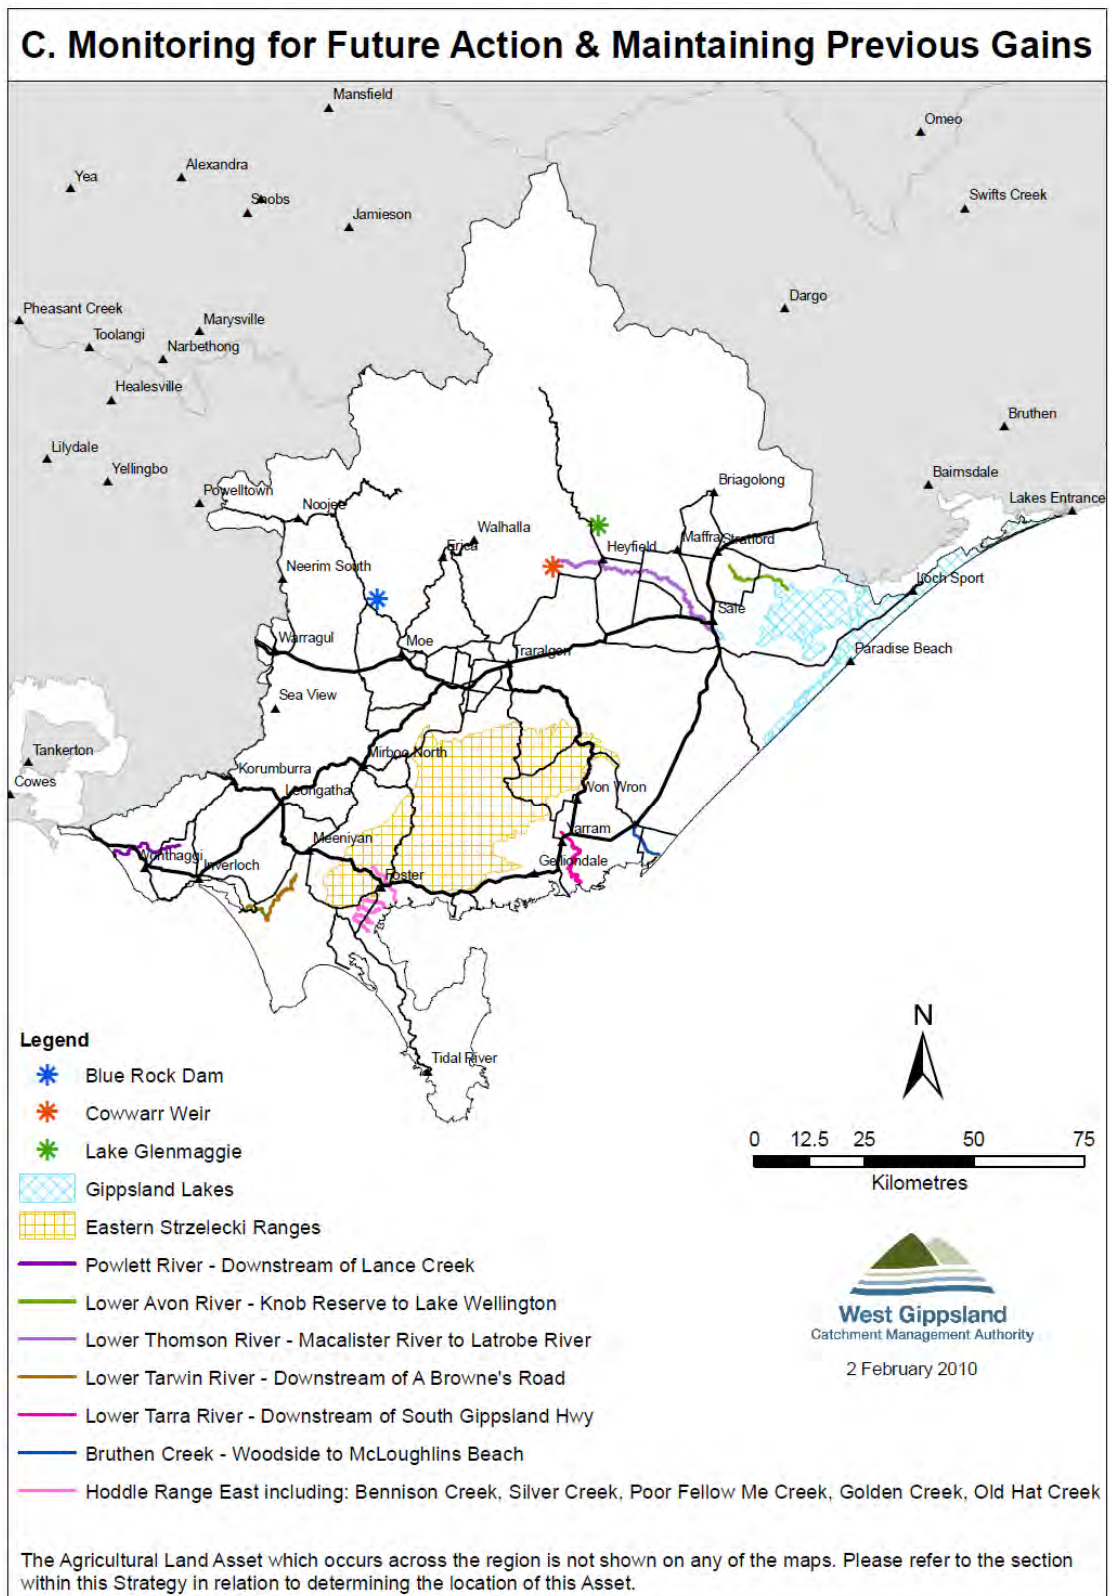 C. Monitoring for Future Action & Maintaining Previous Gains
Mansfield
Omeo
Alexandra
Yea
Snobs
Swifts Creek
Jamieson
Dargo
Pheasant Creek
Marysville
Toolangi
Narbethong
Healesville
Bruthen
Lilydale
Yellingbo
Bairnsdale
Briagolong
Powelltown
Lakes Entrance
Noojee
Walhalla
Maffra
Stratford
Erica
Heyfield
Neerim South
Loch Sport
Sale
Warragul
Moe
Traralgon
Paradise Beach
Sea View
Tankerton
Mirboo North
Korumburra
Cowes
Leongatha
Won Won
Yarram
Meeniyan
Wonthaggi
Inverloch
Gelliondale
Foster
Tidal River
N
Legend
Blue Rock Dam
Cowwarr Weir
Lake Glenmaggie
Gippsland Lakes
Eastern Strzelecki Ranges
Powlett River - Downstream of Lance Creek
Lower Avon River - Knob Reserve to Lake Wellington
Lower Thomson River - Macalister River to Latrobe River
Lower Tarwin River - Downstream of A Browne's Road
Lower Tarra River - Downstream of South Gippsland Hwy
Bruthen Creek - Woodside to McLoughlins Beach
Hoddle Range East including: Bennison Creek, Silver Creek, Poor Fellow Me Creek, Golden Creek, Old Hat Creek
0 12.5 25 50 75
Kilometres
West Gippsland
Catchment Management Authority
2 February 2010
The Agricultural Land Asset which occurs across the region is not shown on any of the maps. Please refer to the section
within this Strategy in relation to determining the location of this Asset.